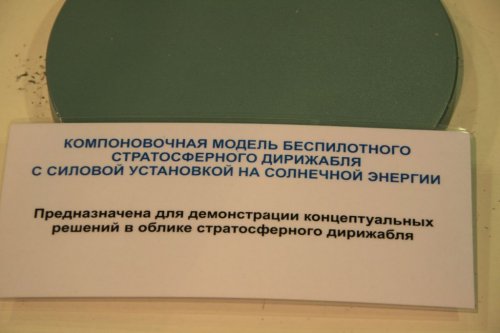 КОМПОНОВОЧНАЯ МОДЕЛЬ БЕСПИЛОТНОГО
СТРАТОСФЕРНОГО ДИРИЖАБЛЯ
С СИЛОВОЙ УСТАНОВКОЙ НА СОЛНЕЧНОЙ ЭНЕРГИИ
Предназначена для демонстрации концептуальных
решений в облике стратосферного дирижабля